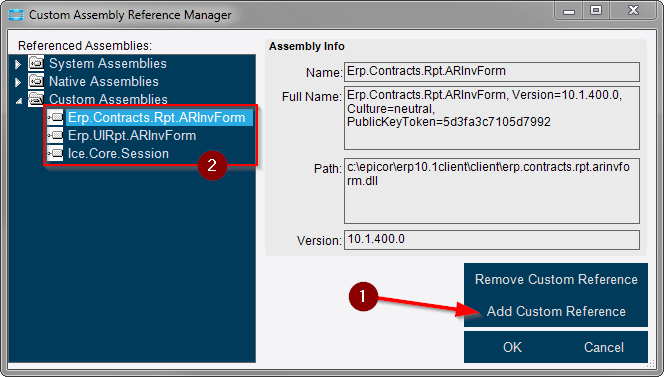 Custom Assembly Reference Manager
Referenced Assemblies:
System Assemblies
Native Assemblies
Custom Assemblies
Erp.Contracts.Rpt.ARInvForm
Erp.UIRpt.ARInvForm
Ice.Core.Session
2
Assembly Info
Name: Erp.Contracts.Rpt.ARInvForm
Full Name: Erp.Contracts.Rpt.ARInvForm, Version=10.1.400.0,
Culture=neutral,
PublicKeyToken=5d3fa3c7105d7992
Path: c:\epicor\erp10.1client\client\erp.contracts.rpt.arinvfo
rm.dll
Version: 10.1.400.0
Remove Custom Reference
1
Add Custom Reference
OK Cancel